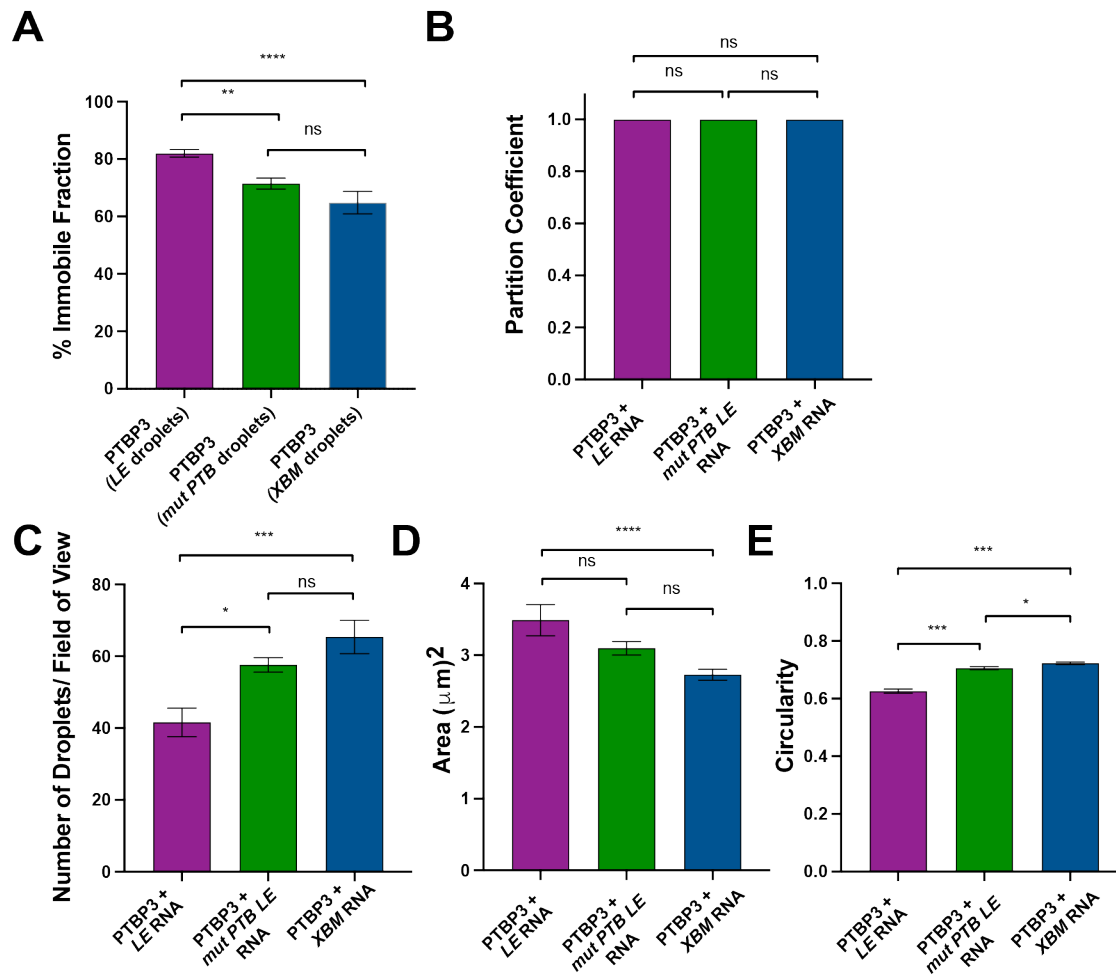 A
% Immobile Fraction
100
80
60
40
20
0
****
**
ns
PTBP3
(LE droplets)
PTBP3
(mut PTB droplets)
PTBP3
(XBM droplets)
B
Partition Coefficient
1.0
0.8
0.6
0.4
0.2
0.0
ns
ns
ns
PTBP3 +
LE RNA
PTBP3 +
mut PTB LE
RNA
PTBP3 +
XBM RNA
C
Number of Droplets/ Field of View
80
60
40
20
0
***
ns
*
PTBP3 +
LE RNA
PTBP3 +
mut PTB LE
RNA
PTBP3 +
XBM RNA
D
Area (μm)2
4
3
2
1
0
****
ns
ns
PTBP3 +
LE RNA
PTBP3 +
mut PTB LE
RNA
PTBP3 +
XBM RNA
E
Circularity
1.0
0.8
0.6
0.4
0.2
0.0
***
*
***
PTBP3 +
LE RNA
PTBP3 +
mut PTB LE
RNA
PTBP3 +
XBM RNA